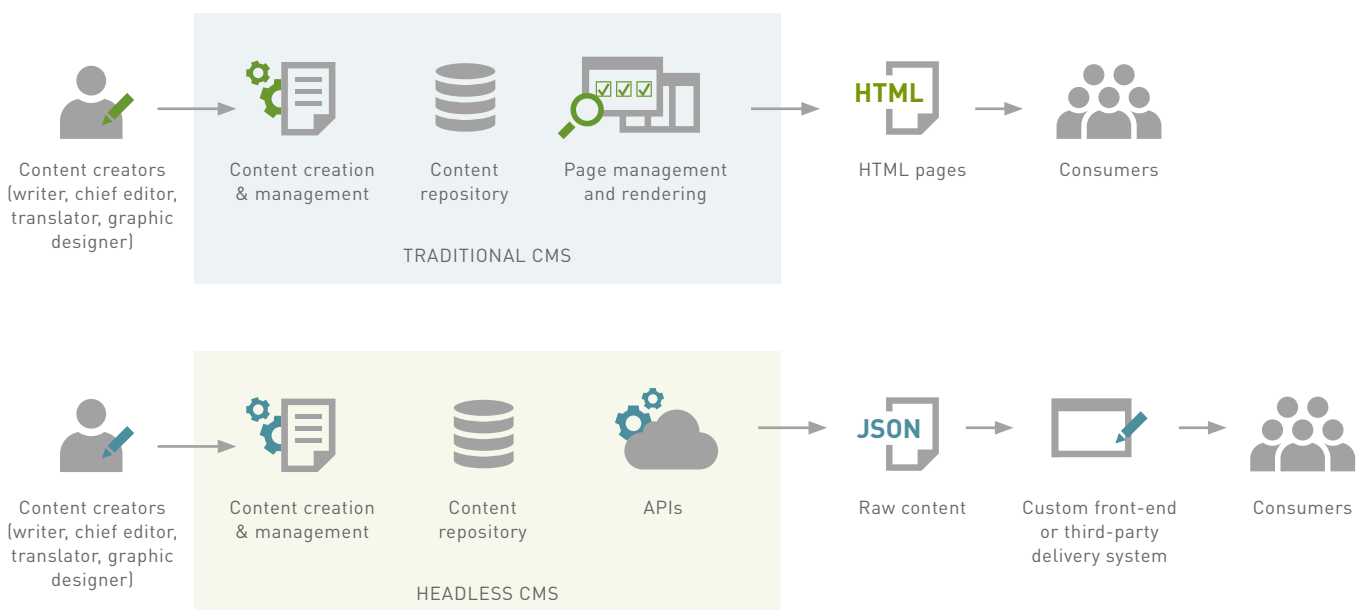 HTML
Content creators
(writer, chief editor,
translator, graphic
designer)
Content creation
& management
Content
repository
Page management
and rendering
HTML pages
Consumers
TRADITIONAL CMS
JSON
Content creators
(writer, chief editor,
translator, graphic
designer)
Content creation
& management
Content
repository
APIs
Raw content
Custom front-end
or third-party
delivery system
Consumers
HEADLESS CMS